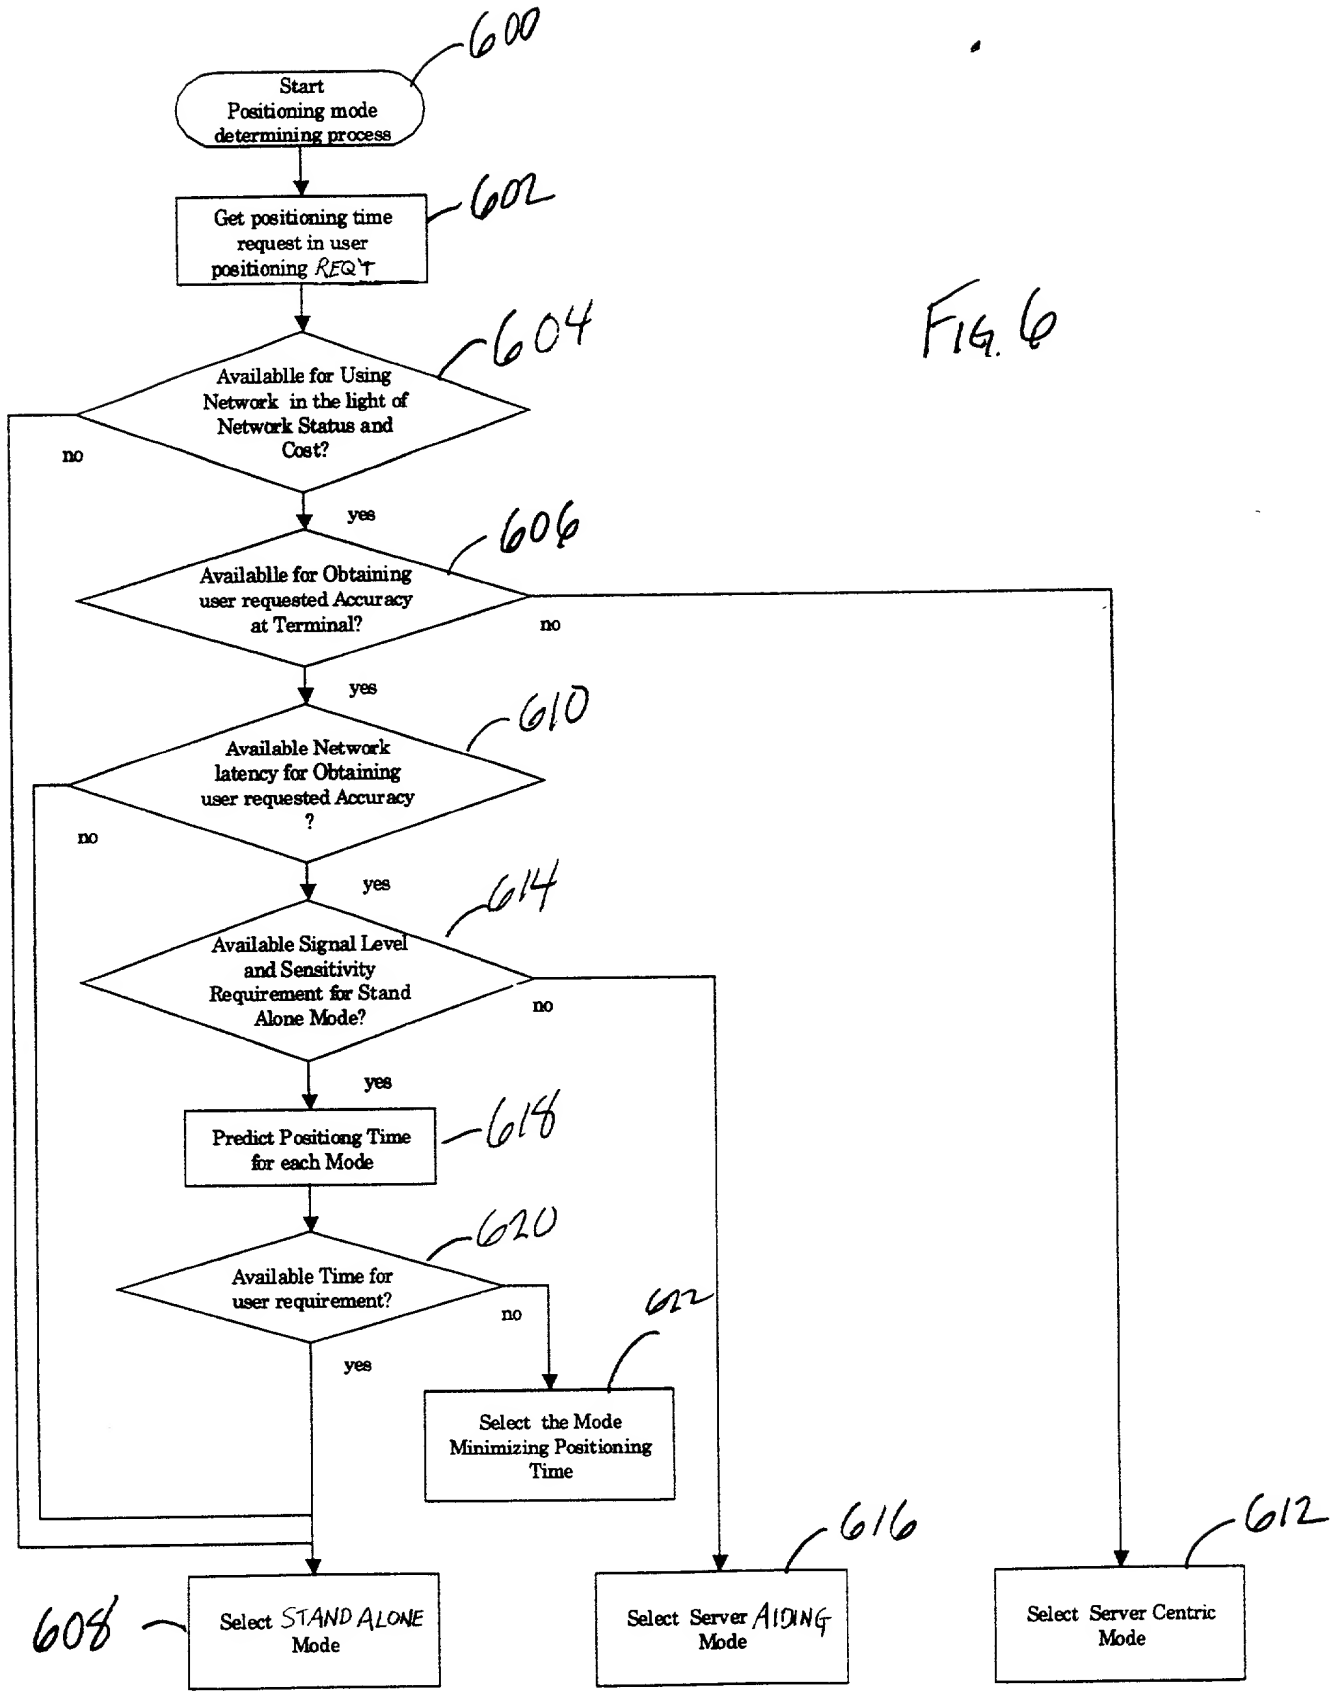 600
Start
Positioning mode
determining process
602
Get positioning time
request in user
positioning REQ'T
604
Availablle for Using
Network in the light of
Network Status and
Cost?
no
yes
FIG. 6
606
Availablle for Obtaining
user requested Accuracy
at Terminal?
no
yes
610
Available Network
latency for Obtaining
user requested Accuracy
?
no
yes
614
Available Signal Level
and Sensitivity
Requirement for Stand
Alone Mode?
no
yes
618
Predict Positiong Time
for each Mode
620
Available Time for
user requirement?
no
yes
622
Select the Mode
Minimizing Positioning
Time
608
Select STAND ALONE
Mode
616
Select Server AIDING
Mode
612
Select Server Centric
Mode